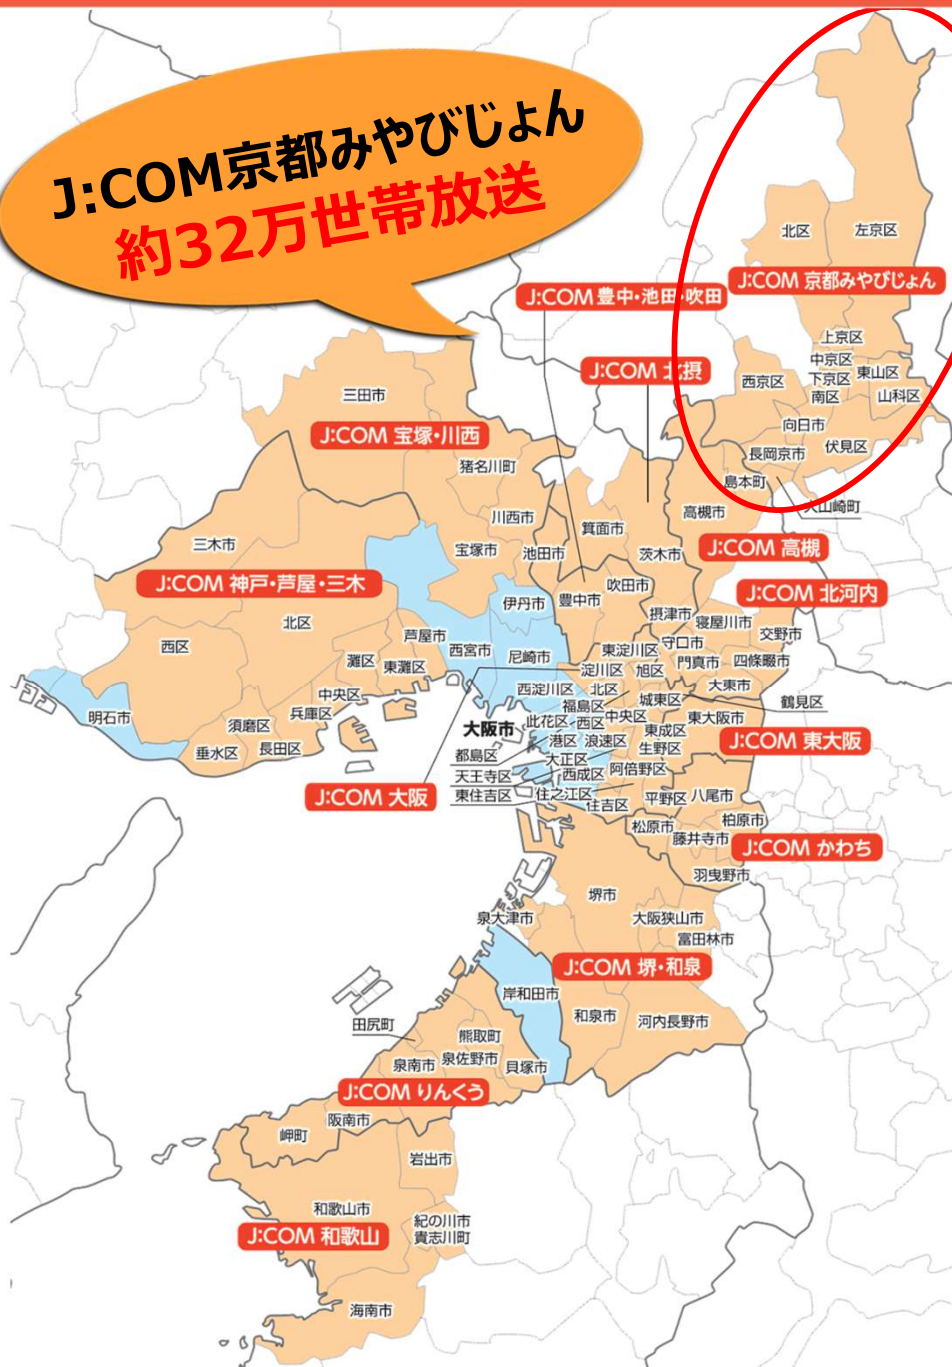 J:COM京都みやびじょん
約32万世帯放送
北区
左京区
J:COM 京都みやびじょん
J:COM 豊中・池田・吹田
上京区
中京区
下京区
東山区
南区
山科区
西京区
向日市
伏見区
長岡京市
島本町
大山崎町
J:COM 北摂
三田市
J:COM 宝塚・川西
猪名川町
川西市
箕面市
高槻市
三木市
宝塚市
池田市
茨木市
J:COM 高槻
J:COM 神戸・芦屋・三木
吹田市
J:COM 北河内
伊丹市
豊中市
摂津市
寝屋川市
北区
芦屋市
守口市
交野市
西区
西宮市
尼崎市
東淀川区
灘区
東灘区
淀川区
旭区
門真市
四條畷市
中央区
西淀川区
北区
大東市
明石市
兵庫区
福島区
城東区
鶴見区
須磨区
大阪市
此花区
西区
中央区
東大阪市
垂水区
長田区
港区
浪速区
東成区
生野区
J:COM 東大阪
都島区
大正区
天王寺区
西成区
阿倍野区
東住吉区
住之江区
J:COM 大阪
住吉区
平野区
八尾市
松原市
柏原市
藤井寺市
J:COM かわち
羽曳野市
堺市
泉大津市
大阪狭山市
富田林市
J:COM 堺・和泉
岸和田市
和泉市
河内長野市
田尻町
熊取町
泉南市
泉佐野市
貝塚市
J:COM りんくう
阪南市
岬町
岩出市
和歌山市
紀の川市
貴志川町
J:COM 和歌山
海南市